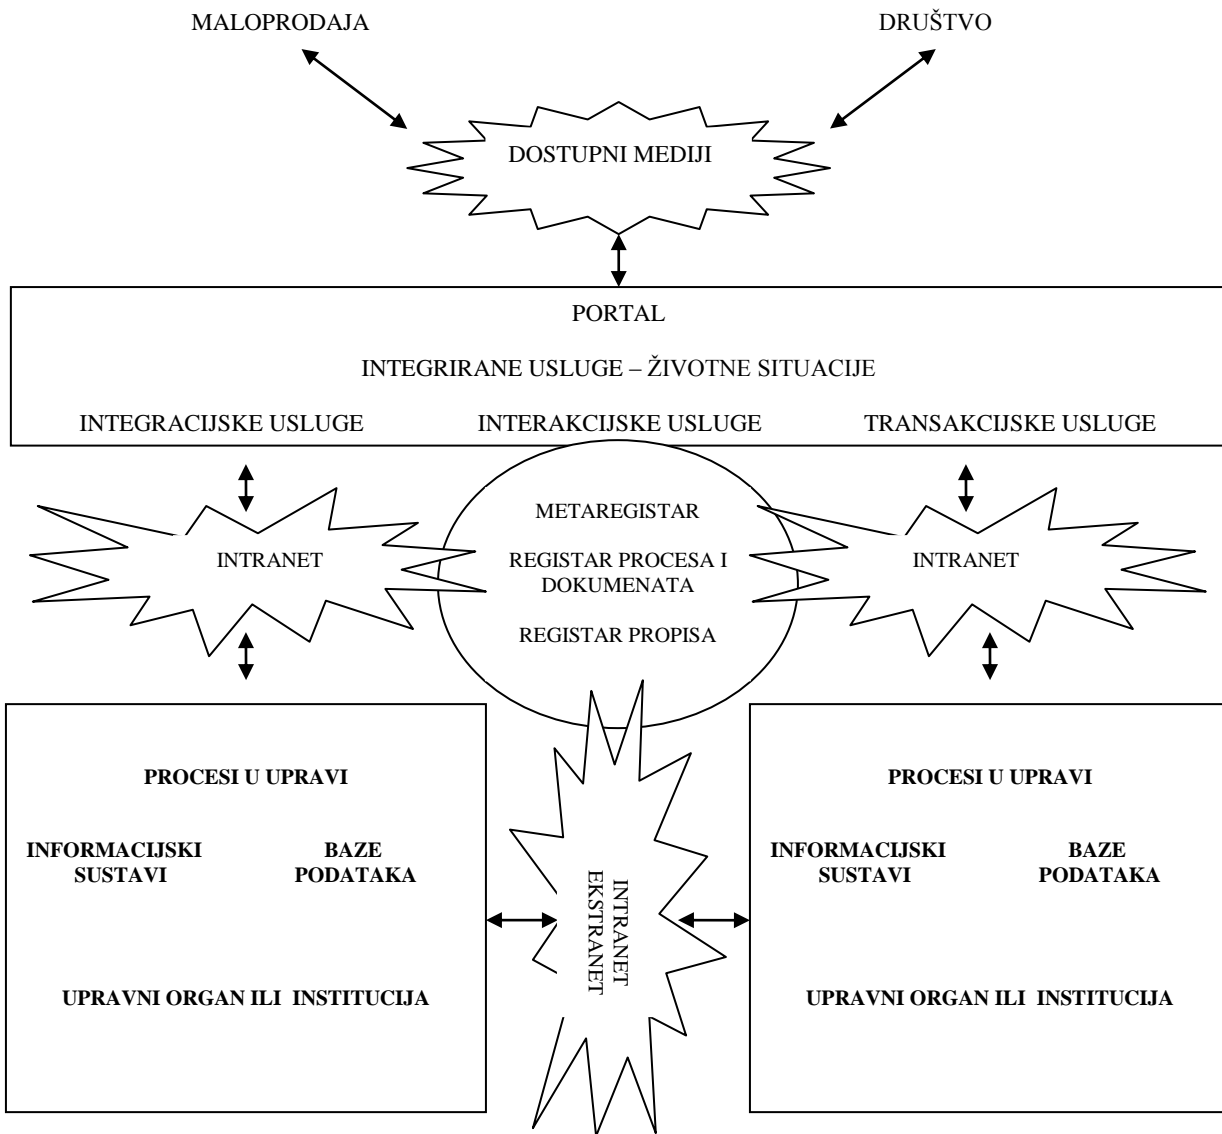 MALOPRODAJA
DRUŠTVO
DOSTUPNI MEDIJI
PORTAL
INTEGRIRANE USLUGE – ŽIVOTNE SITUACIJE
INTEGRACIJSKE USLUGE
INTERAKCIJSKE USLUGE
TRANSAKCIJSKE USLUGE
INTRANET
METAREGISTAR
REGISTAR PROCESA I
DOKUMENATA
REGISTAR PROPISA
INTRANET
PROCESI U UPRAVI
INFORMACIJSKI
SUSTAVI
BAZE
PODATAKA
UPRAVNI ORGAN ILI INSTITUCIJA
INTRANET
EKSTRANET
PROCESI U UPRAVI
INFORMACIJSKI
SUSTAVI
BAZE
PODATAKA
UPRAVNI ORGAN ILI INSTITUCIJA